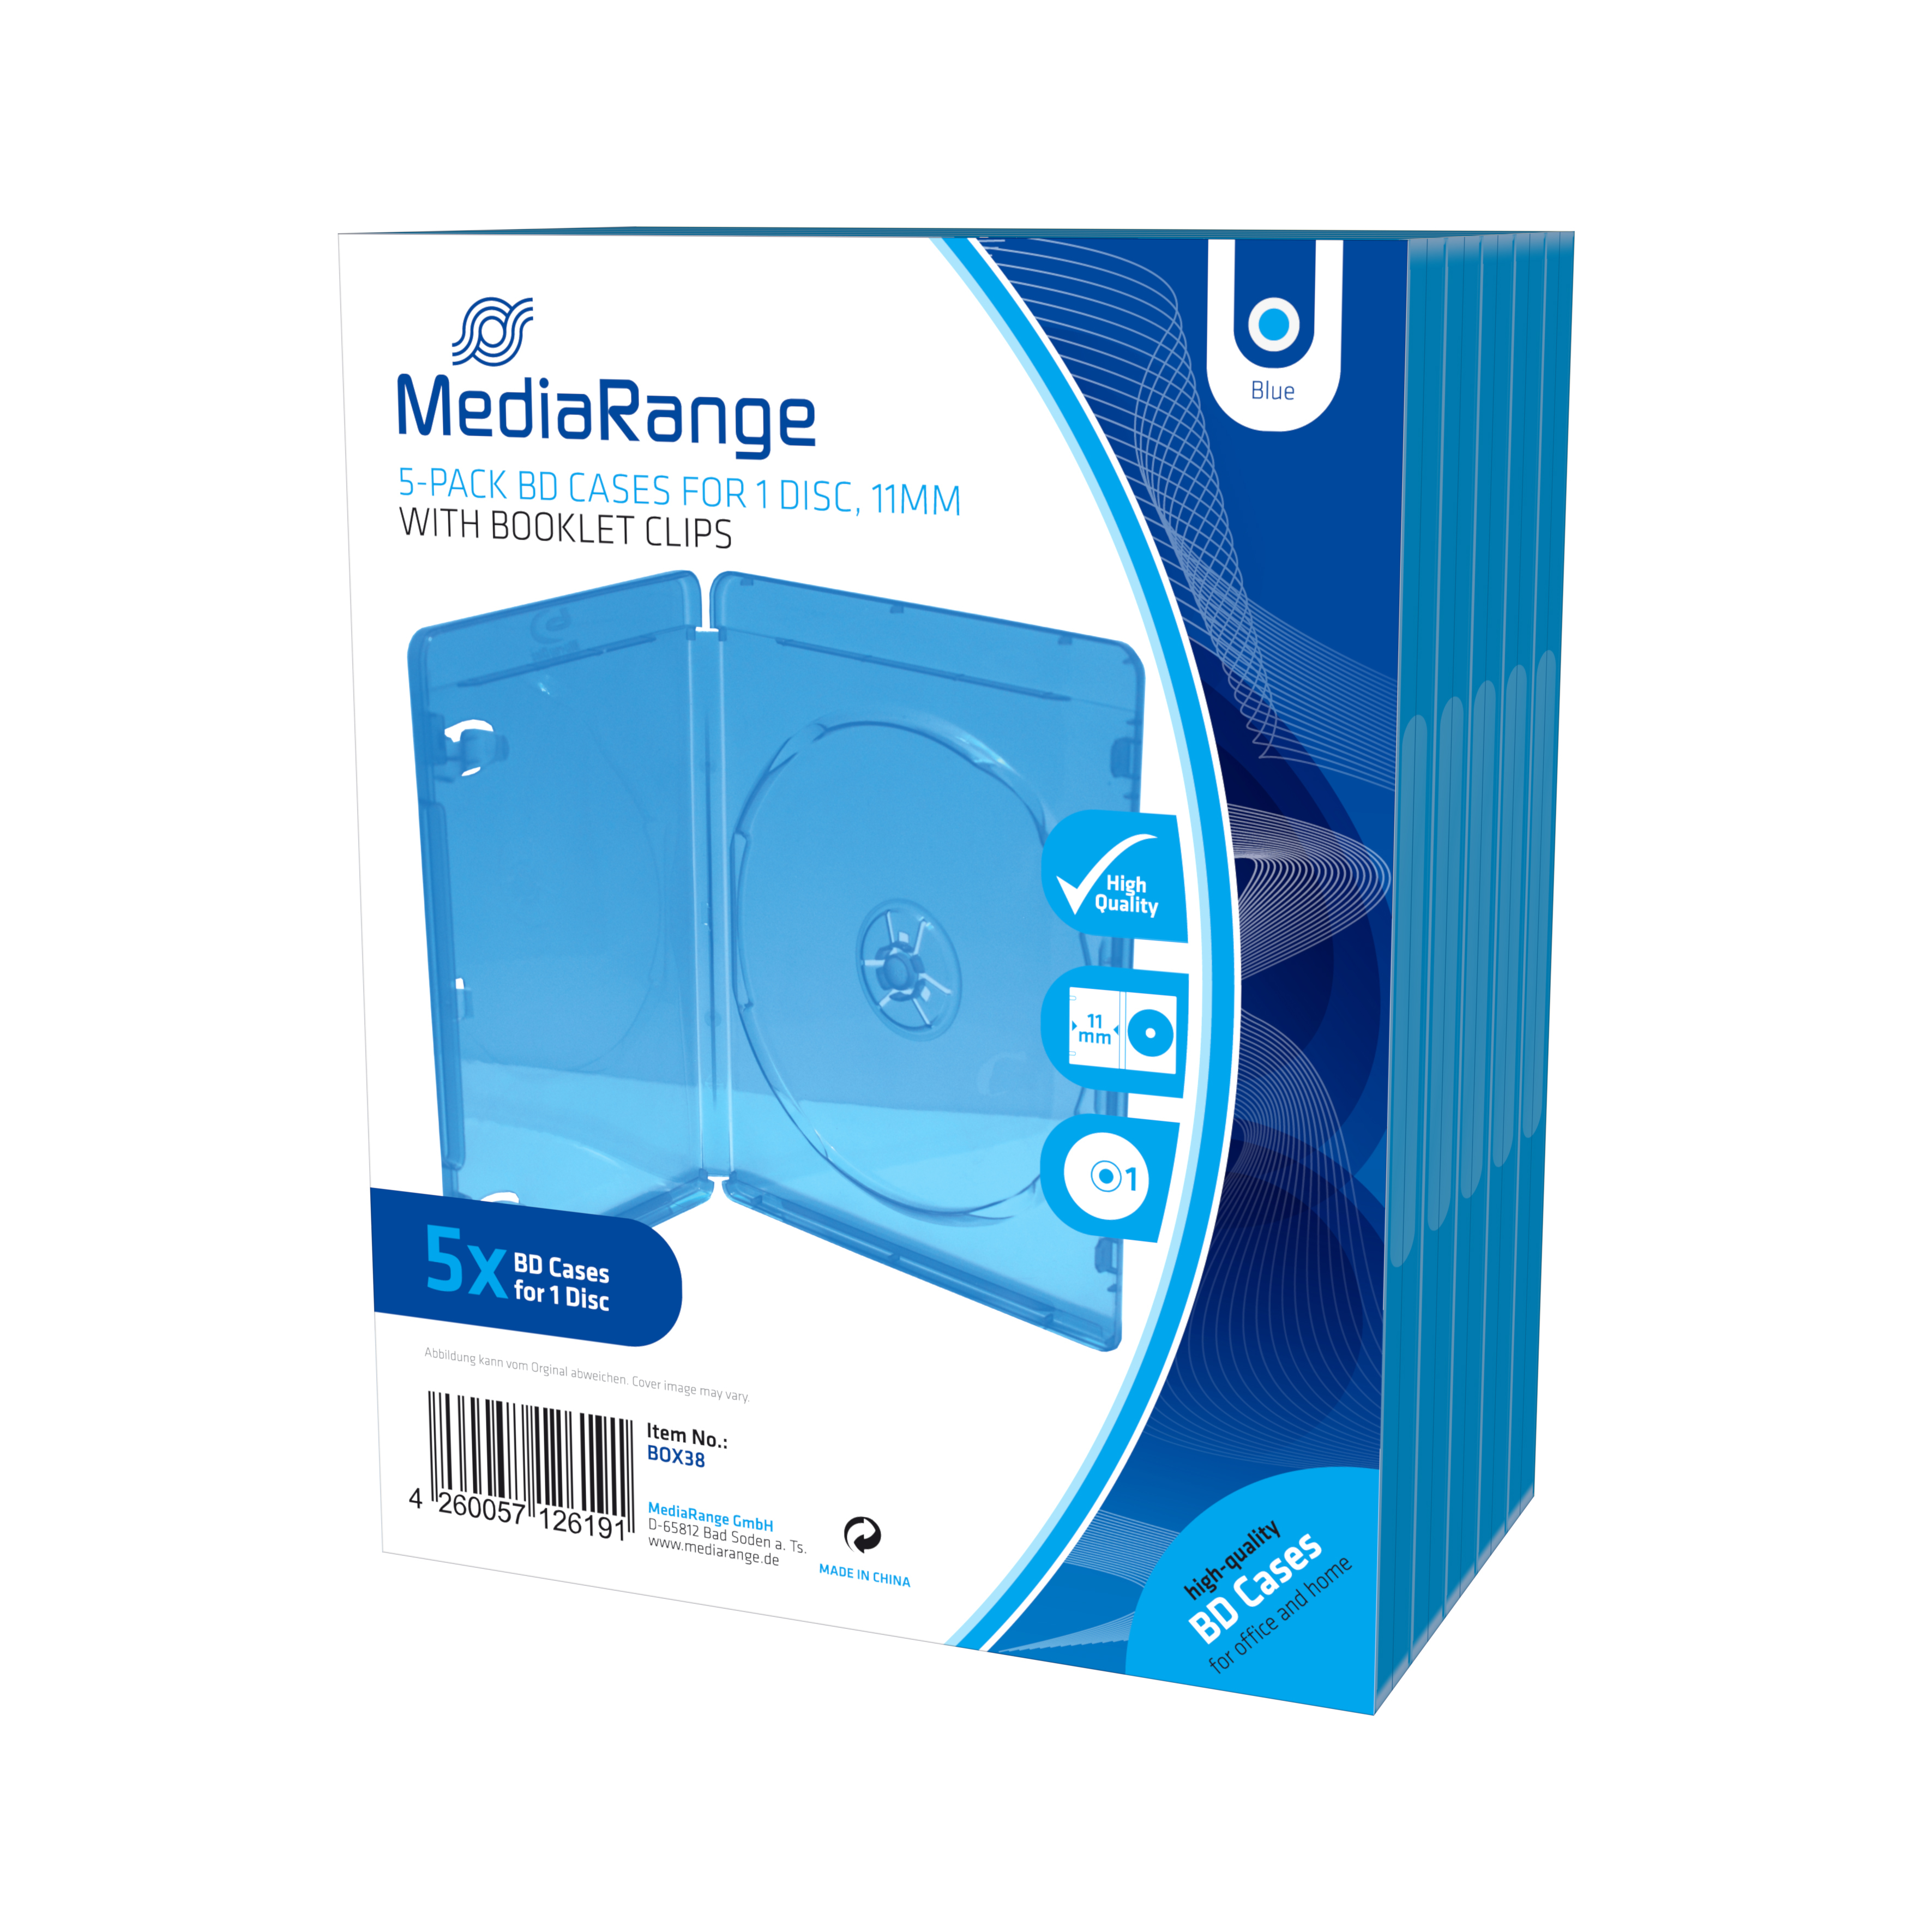 MediaRange
5-PACK BD CASES FOR 1 DISC, 11MM
WITH BOOKLET CLIPS
Blue
High
Quality
11
mm
1
5x BD Cases
for 1 Disc
Abbildung kann vom Orginal abweichen. Cover image may vary.
4 260057 126191
Item No.:
BOX38
MediaRange GmbH
D-65812 Bad Soden a. Ts.
www.mediarange.de
MADE IN CHINA
high-quality
BD Cases
for office and home